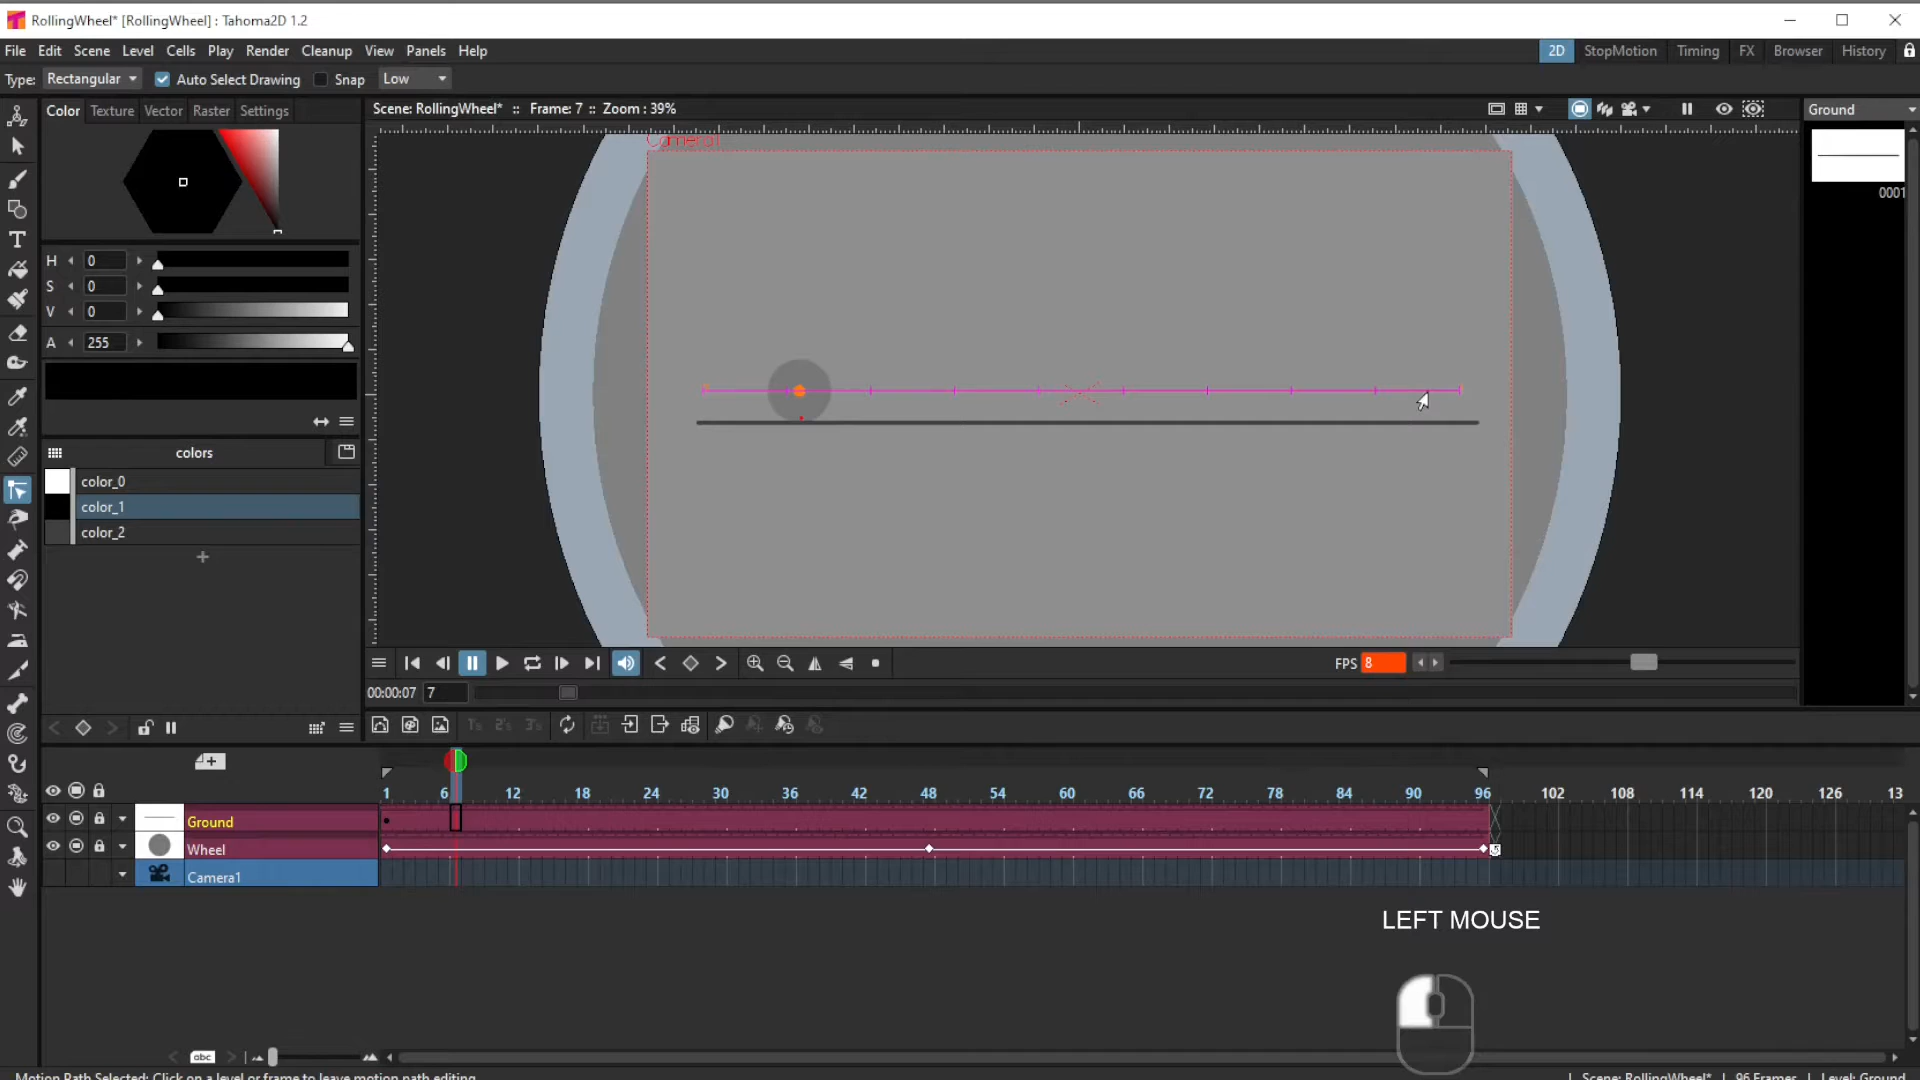 RollingWheel* [RollingWheel] : Tahoma2D 1.2
File Edit Scene Level Cells Play Render Cleanup View Panels Help
2D StopMotion Timing FX Browser History
Type: Rectangular Auto Select Drawing Snap Low
Color Texture Vector Raster Settings
Scene: RollingWheel* :: Frame: 7 :: Zoom : 39%
Ground
Camera1
0001
H 0
S 0
V 0
A 255
colors
color_0
color_1
color_2
FPS 8
00:00:07 7
1 6 12 18 24 30 36 42 48 54 60 66 72 78 84 90 96 102 108 114 120 126 13
Ground
Wheel
Camera1
LEFT MOUSE
abc
Motion Path Selected: Click on a level or frame to leave motion path editing
Scene: RollingWheel* | 96 Frames | Level: Ground